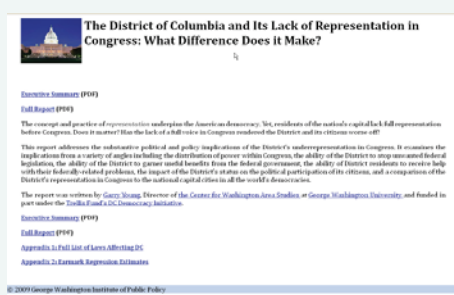 The District of Columbia and Its Lack of Representation in
Congress: What Difference Does it Make?
Executive Summary (PDF)
Full Report (PDF)
The concept and practice of representation underpins the American democracy. Yet, residents of the nation's capital lack full representation
before Congress. Does it matter? Has the lack of a full voice in Congress rendered the District and its citizens worse off?
This report addresses the substantive political and policy implications of the District's underrepresentation in Congress. It examines the
implications from a variety of angles including the distribution of power within Congress, the ability of the District to stop unwanted federal
legislation, the ability of the District to garner useful benefits from the federal government, the ability of District residents to receive help
with their federally-related problems, the impact of the District's status on the political participation of its citizens, and a comparison of the
District's representation in Congress to the national capital cities in all the world's democracies.
The report was written by Garry Young, Director of the Center for Washington Area Studies, at George Washington University, and funded in
part under the Trellis Fund's DC Democracy Initiative.
Executive Summary (PDF)
Full Report (PDF)
Appendix 1: Full List of Laws Affecting DC
Appendix 2: Earmark Regression Estimates
© 2009 George Washington Institute of Public Policy